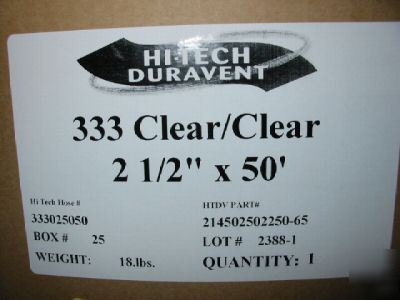 HI-TECH
DURAVENT
333 Clear/Clear
2 1/2" x 50'
Hi Tech Hose # HTDV PART#
333025050 214502502250-65
BOX # 25 LOT # 2388-1
WEIGHT: 18.lbs. QUANTITY: 1